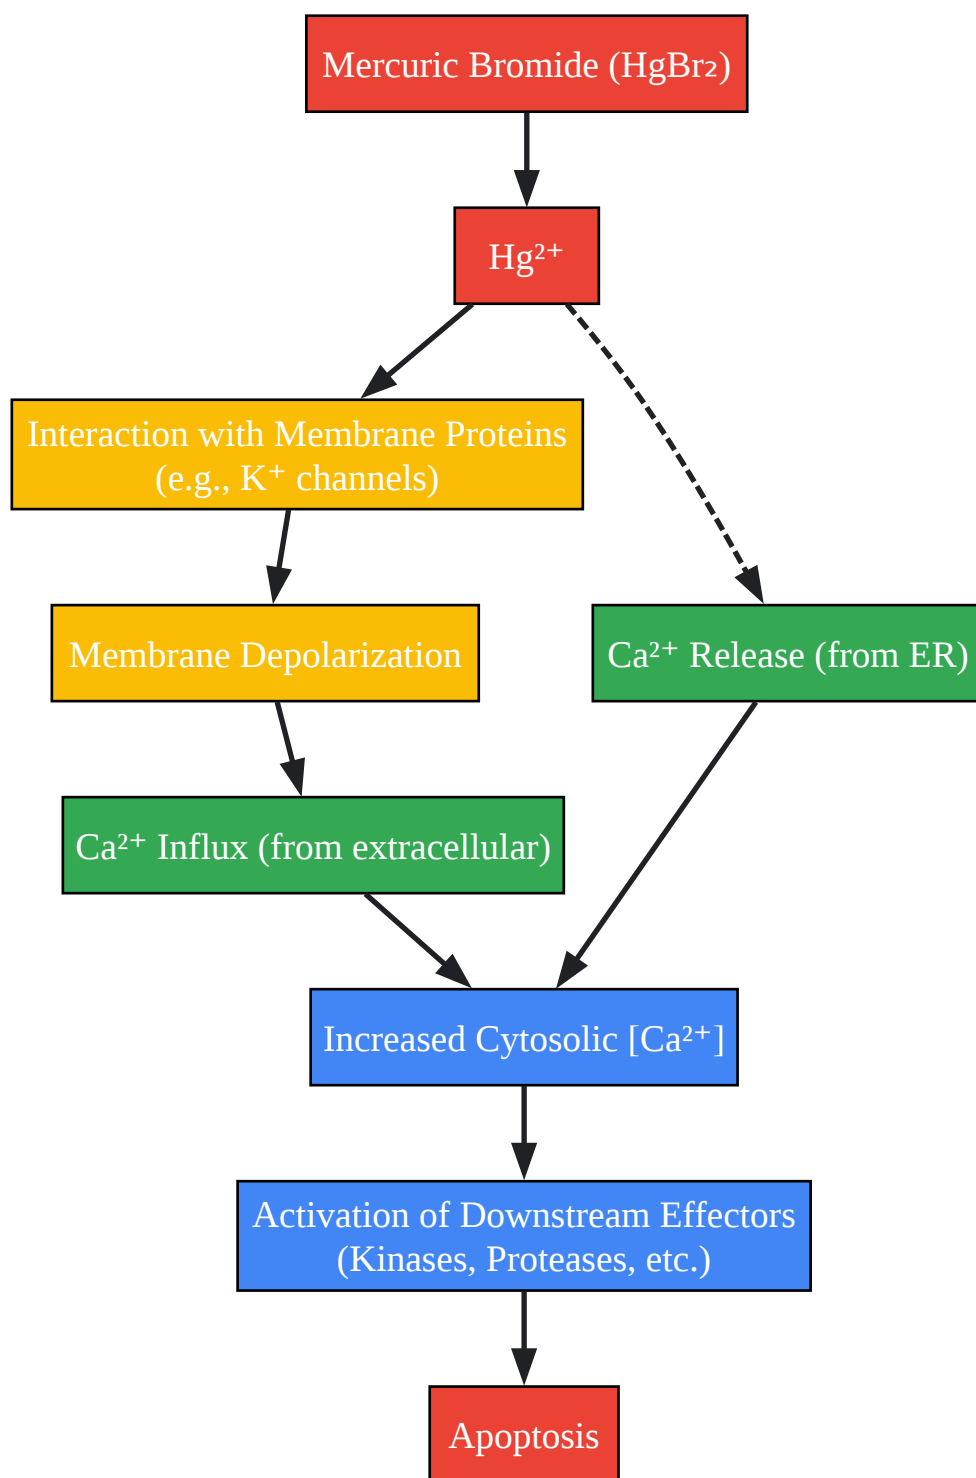 Mercuric Bromide (HgBr₂)
Hg²⁺
Interaction with Membrane Proteins
(e.g., K⁺ channels)
Membrane Depolarization
Ca²⁺ Release (from ER)
Ca²⁺ Influx (from extracellular)
Increased Cytosolic [Ca²⁺]
Activation of Downstream Effectors
(Kinases, Proteases, etc.)
Apoptosis